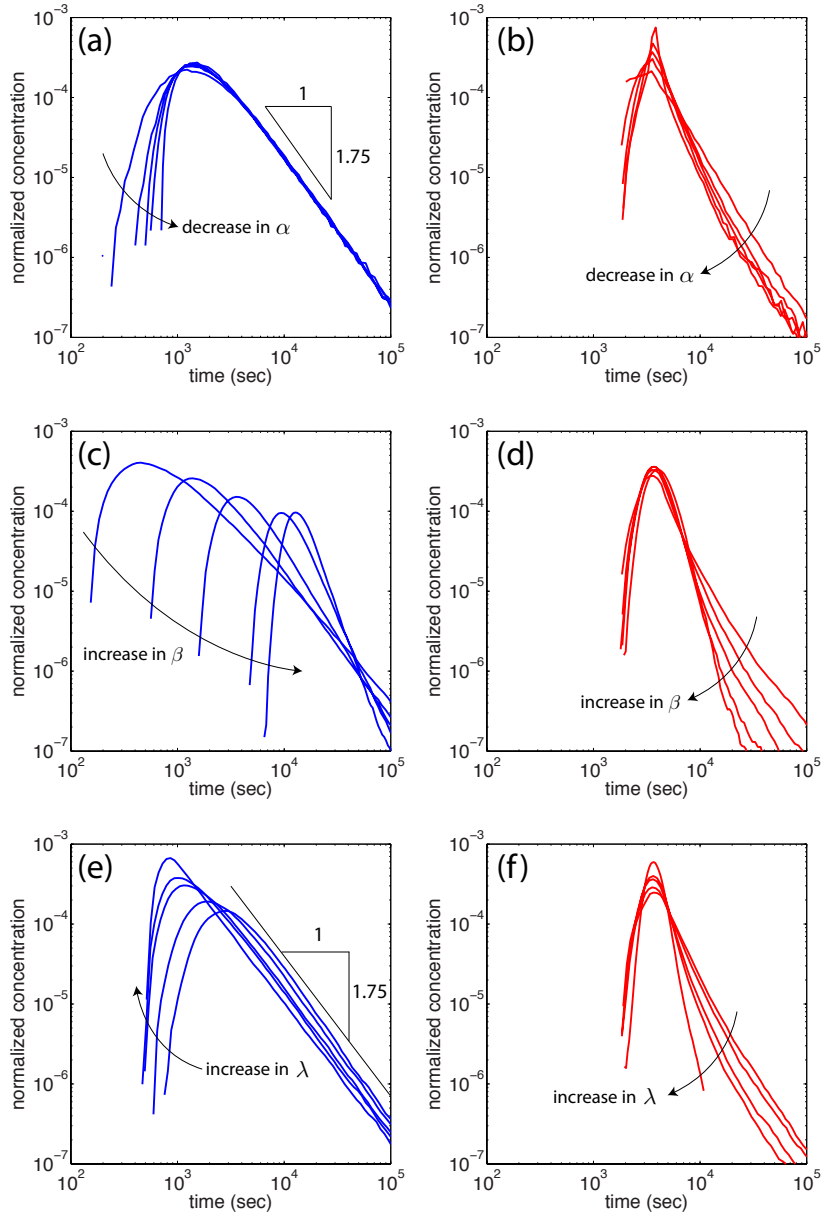 (a)
normalized concentration
10^-4
10^-5
10^-6
10^-7
1
1.75
decrease in α
10^2 10^3 10^4 10^5
time (sec)
(b)
normalized concentration
10^-4
10^-5
10^-6
10^-7
decrease in α
10^2 10^3 10^4 10^5
time (sec)
(c)
normalized concentration
10^-3
10^-4
10^-5
10^-6
10^-7
increase in β
10^2 10^3 10^4 10^5
time (sec)
(d)
normalized concentration
10^-3
10^-4
10^-5
10^-6
10^-7
increase in β
10^2 10^3 10^4 10^5
time (sec)
(e)
normalized concentration
10^-3
10^-4
10^-5
10^-6
10^-7
1
1.75
increase in λ
10^2 10^3 10^4 10^5
time (sec)
(f)
normalized concentration
10^-3
10^-4
10^-5
10^-6
10^-7
increase in λ
10^2 10^3 10^4 10^5
time (sec)